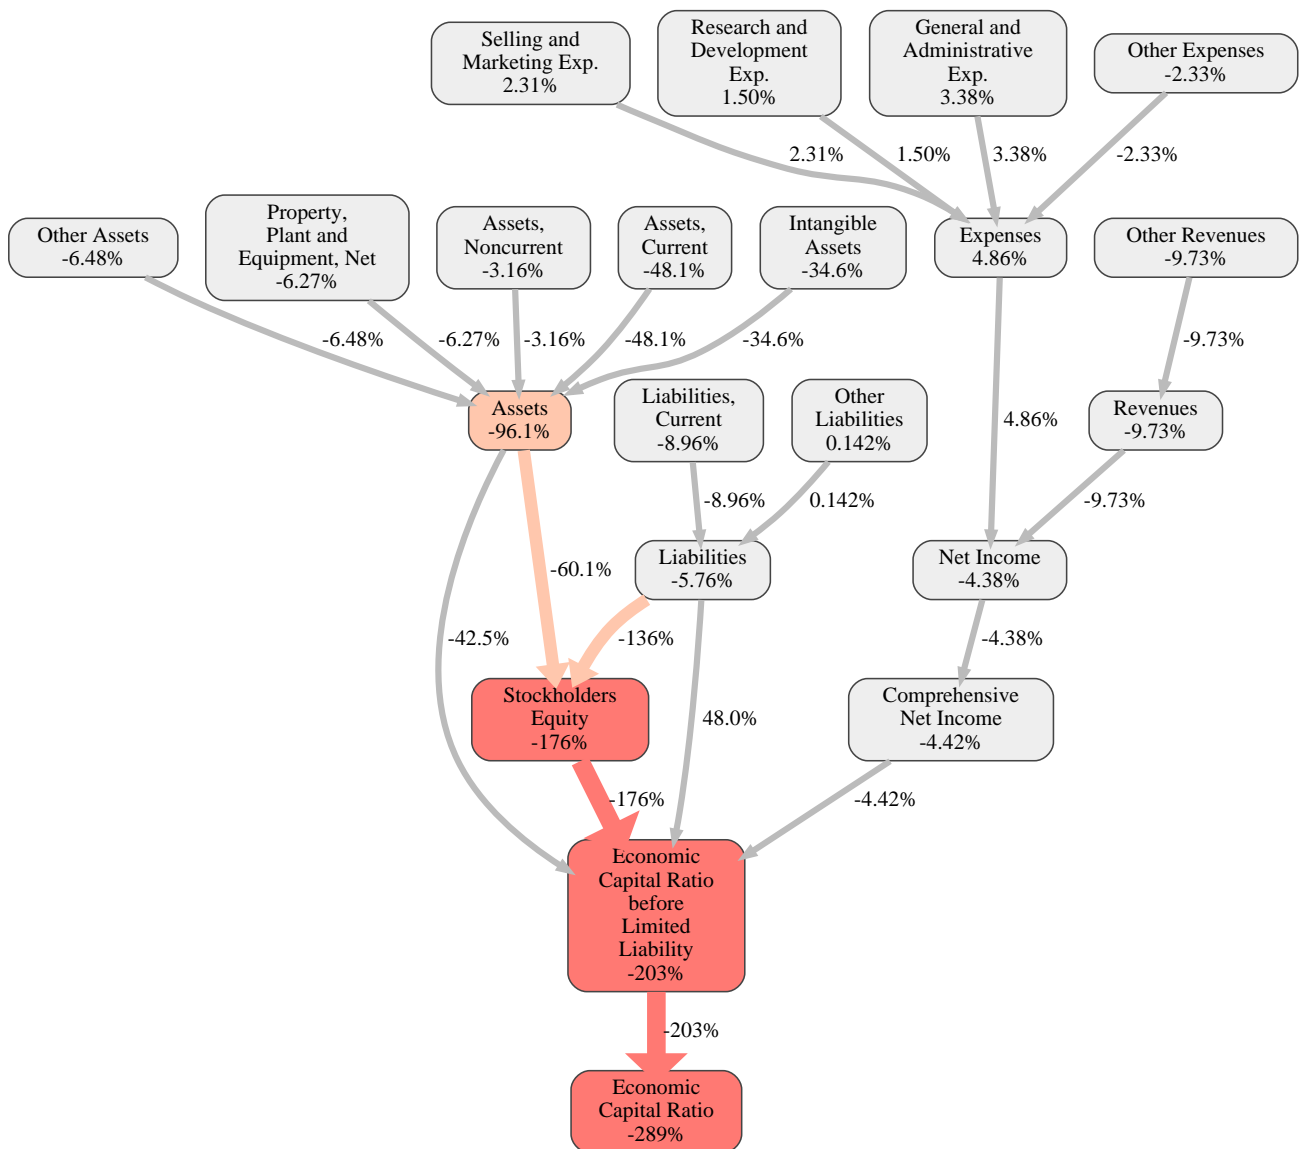 Selling and
Marketing Exp.
2.31%
Research and
Development
Exp.
1.50%
General and
Administrative
Exp.
3.38%
Other Expenses
-2.33%
2.31%
1.50%
3.38%
-2.33%
Other Assets
-6.48%
Property,
Plant and
Equipment, Net
-6.27%
Assets,
Noncurrent
-3.16%
Assets,
Current
-48.1%
Intangible
Assets
-34.6%
Expenses
4.86%
Other Revenues
-9.73%
-6.48%
-6.27%
-3.16%
-48.1%
-34.6%
-9.73%
Assets
-96.1%
Liabilities,
Current
-8.96%
Other
Liabilities
0.142%
4.86%
Revenues
-9.73%
-8.96%
0.142%
-9.73%
-60.1%
Liabilities
-5.76%
Net Income
-4.38%
-42.5%
-136%
-4.38%
Stockholders
Equity
-176%
48.0%
Comprehensive
Net Income
-4.42%
-176%
-4.42%
Economic
Capital Ratio
before
Limited
Liability
-203%
-203%
Economic
Capital Ratio
-289%